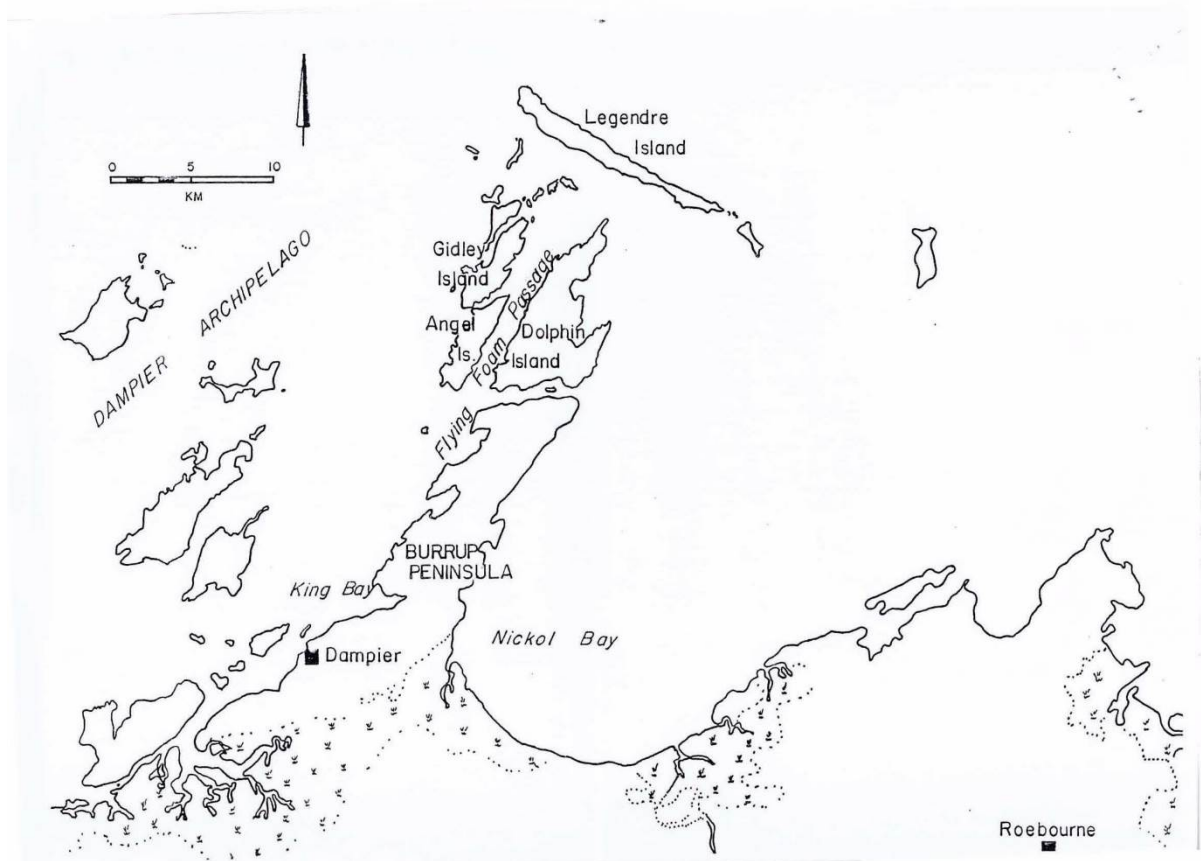 Legendre
Island
0 5 10
KM
DAMPIER ARCHIPELAGO
Gidley
Island
Angel
Is.
Flying Foam Passage
Dolphin
Island
BURRUP
PENINSULA
King Bay
Nickol Bay
Dampier
Roebourne